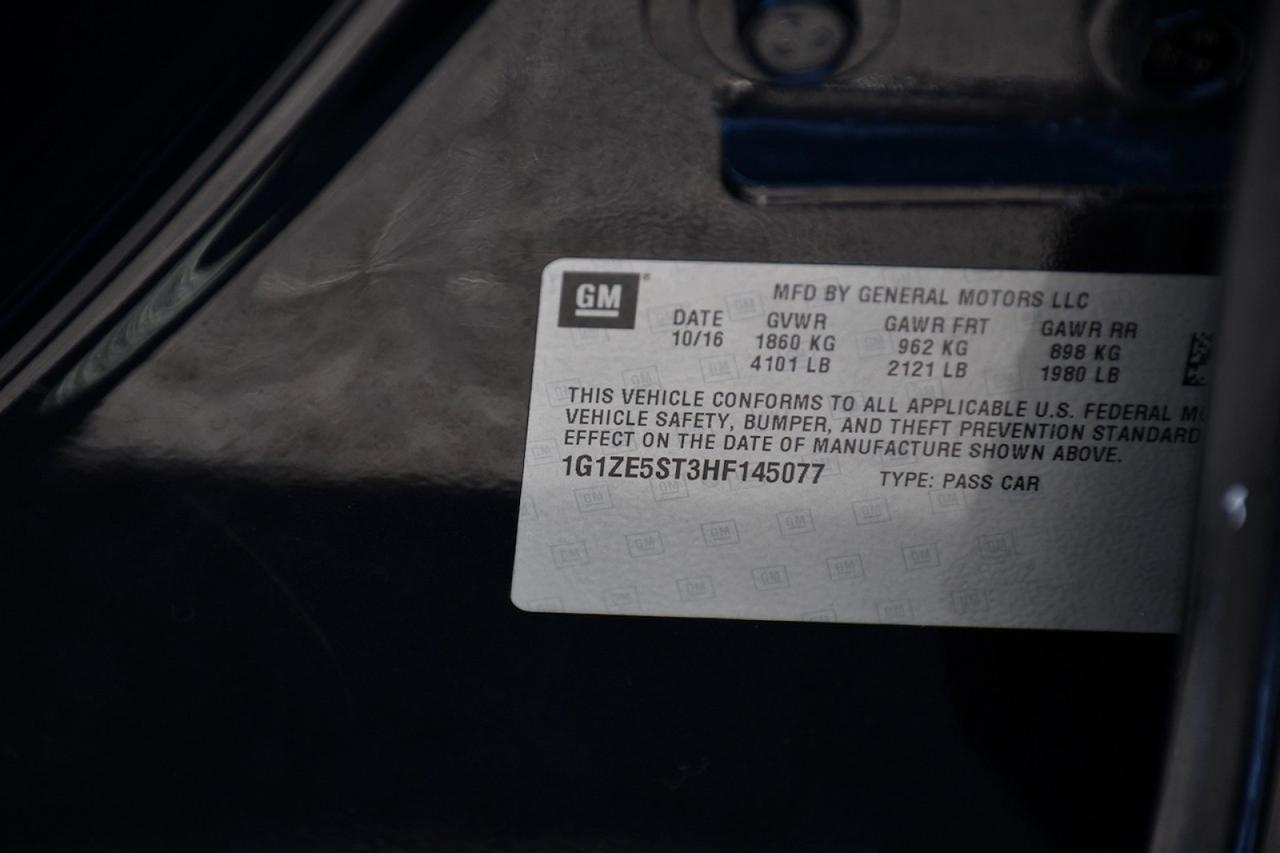 GM
MFD BY GENERAL MOTORS LLC
DATE GVWR GAWR FRT GAWR RR
10/16 1860 KG 962 KG 898 KG
4101 LB 2121 LB 1980 LB
THIS VEHICLE CONFORMS TO ALL APPLICABLE U.S. FEDERAL
VEHICLE SAFETY, BUMPER, AND THEFT PREVENTION STANDARD
EFFECT ON THE DATE OF MANUFACTURE SHOWN ABOVE.
1G1ZE5ST3HF145077 TYPE: PASS CAR